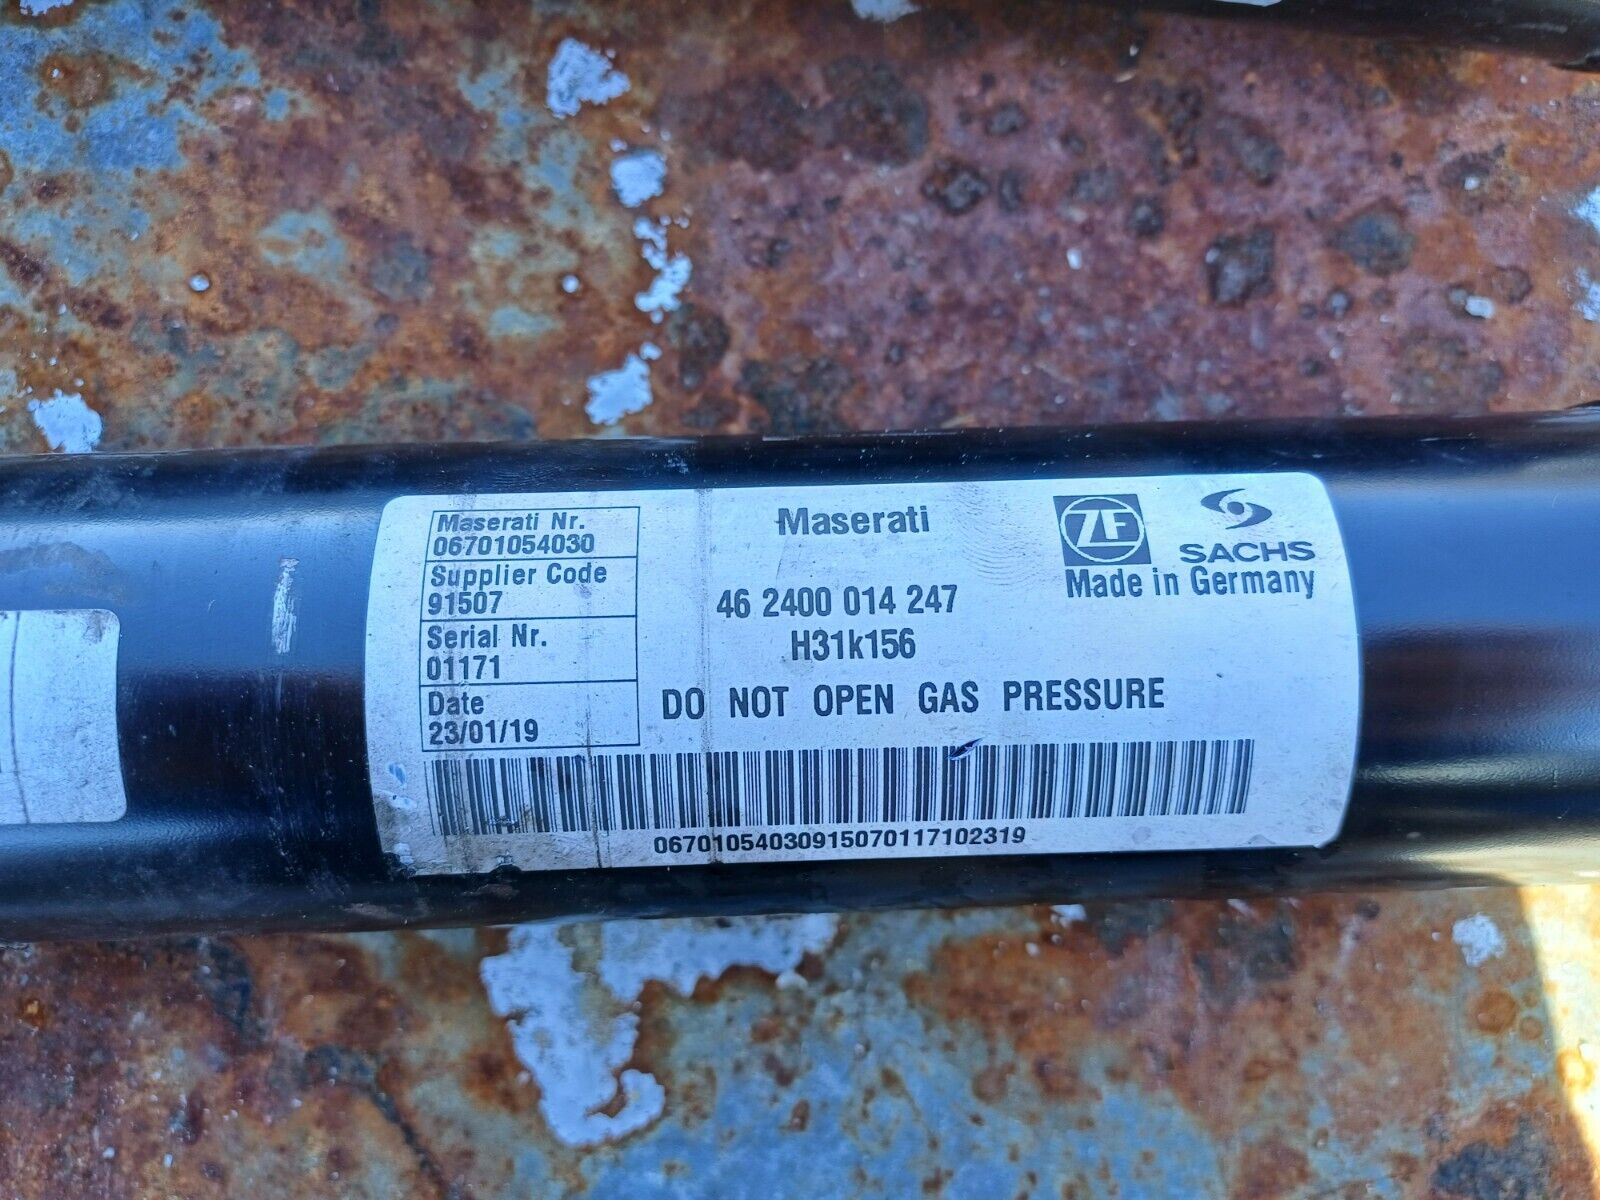 Maserati Nr.
06701054030
Supplier Code
91507
Serial Nr.
01171
Date
23/01/19
Maserati
46 2400 014 247
H31k156
DO NOT OPEN GAS PRESSURE
ZF
SACHS
Made in Germany
06701054030915070117102319